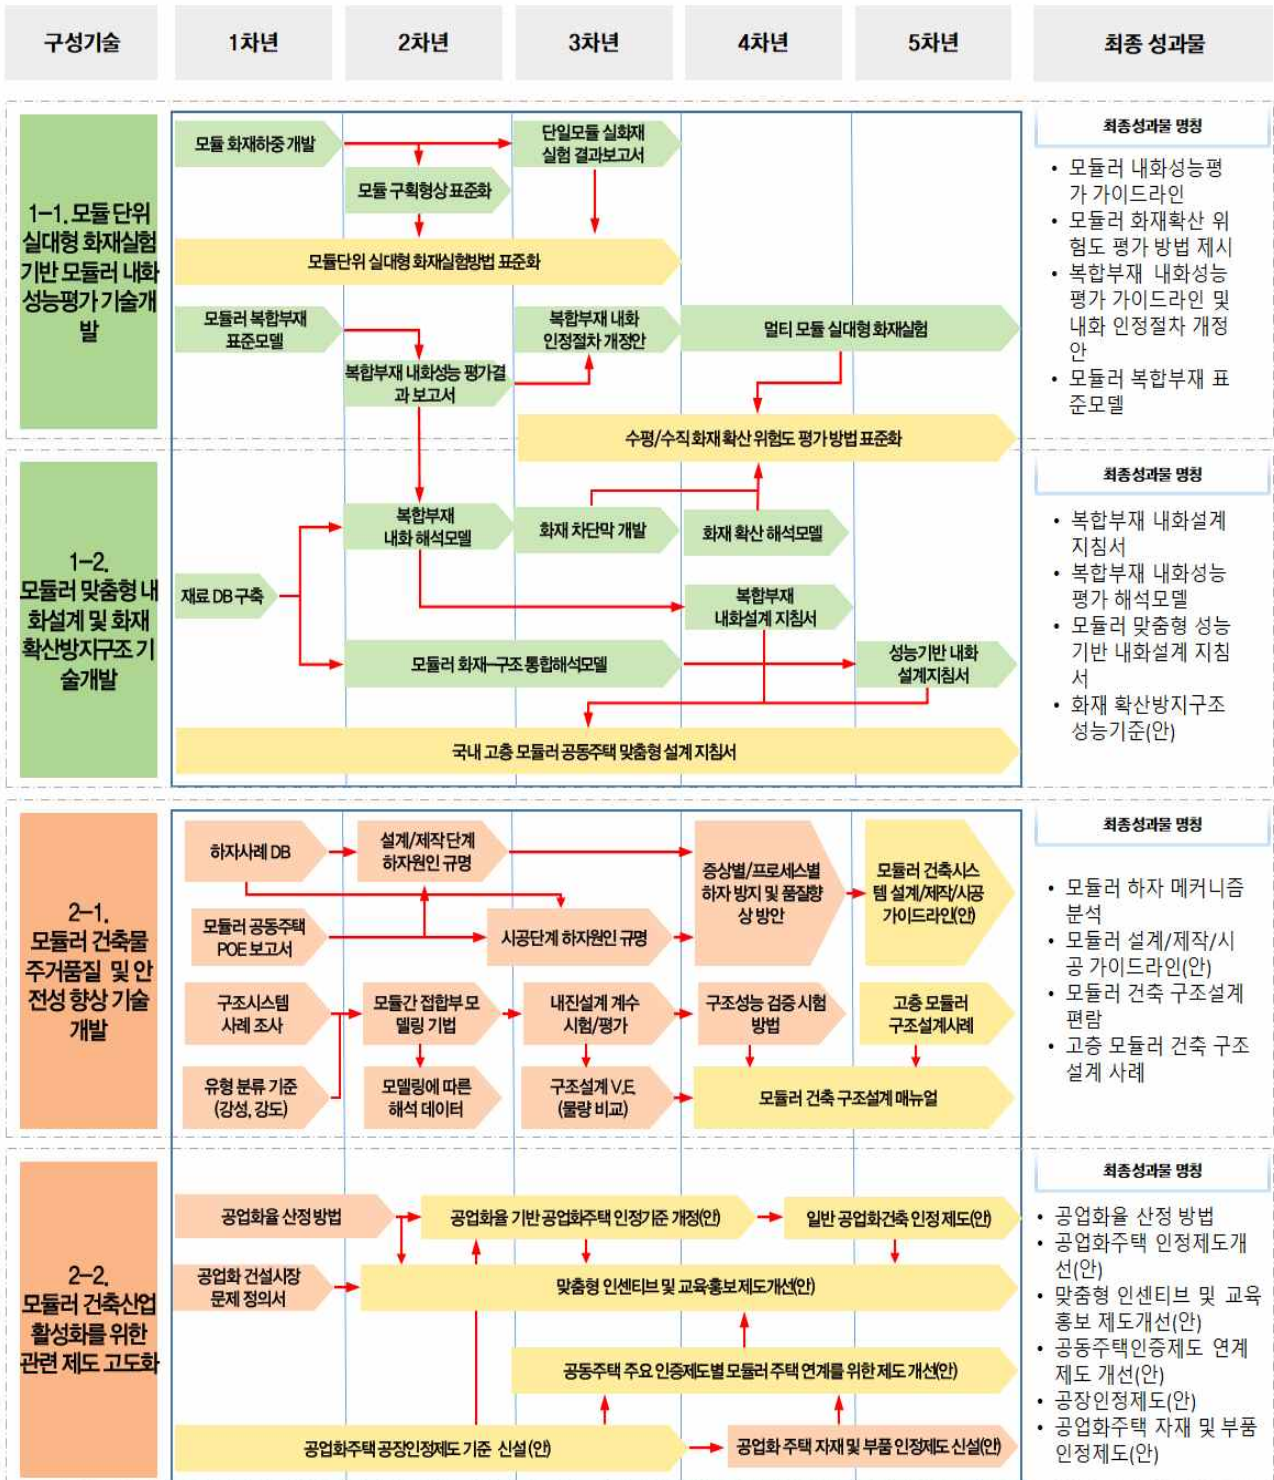 구성기술
1차년
2차년
3차년
4차년
5차년
최종 성과물
1-1. 모듈 단위
실대형 화재실험
기반 모듈러 내화
성능평가 기술개
발
모듈 화재하중 개발
단일모듈 실화재
실험 결과보고서
모듈 구획형상 표준화
모듈단위 실대형 화재실험방법 표준화
모듈러 복합부재
표준모델
복합부재 내화
인정절차 개정안
멀티 모듈 실대형 화재실험
복합부재 내화성능 평가결
과 보고서
수평/수직 화재 확산 위험도 평가 방법 표준화
최종성과물 명칭
• 모듈러 내화성능평
가 가이드라인
• 모듈러 화재확산 위
험도 평가 방법 제시
• 복합부재 내화성능
평가 가이드라인 및
내화 인정절차 개정
안
• 모듈러 복합부재 표
준모델
1-2.
모듈러 맞춤형 내
화설계 및 화재
확산방지구조 기
술개발
복합부재
내화 해석모델
화재 차단막 개발
화재 확산 해석모델
재료 DB 구축
복합부재
내화설계 지침서
모듈러 화재-구조 통합해석모델
성능기반 내화
설계지침서
국내 고층 모듈러 공동주택 맞춤형 설계 지침서
최종성과물 명칭
• 복합부재 내화설계
지침서
• 복합부재 내화성능
평가 해석모델
• 모듈러 맞춤형 성능
기반 내화설계 지침
서
• 화재 확산방지구조
성능기준(안)
2-1.
모듈러 건축물
주거품질 및 안
전성 향상 기술
개발
하자사례 DB
설계/제작 단계
하자원인 규명
증상별/프로세스별
하자 방지 및 품질향
상 방안
모듈러 건축시스
템 설계/제작/시공
가이드라인(안)
모듈러 공동주택
POE 보고서
시공단계 하자원인 규명
구조시스템
사례 조사
모듈간 접합부 모
델링 기법
내진설계 계수
시험/평가
구조성능 검증 시험
방법
고층 모듈러
구조설계사례
유형 분류 기준
(강성, 강도)
모델링에 따른
해석 데이터
구조설계 V.E.
(물량 비교)
모듈러 건축 구조설계 매뉴얼
최종성과물 명칭
• 모듈러 하자 메커니즘
분석
• 모듈러 설계/제작/시
공 가이드라인(안)
• 모듈러 건축 구조설계
편람
• 고층 모듈러 건축 구조
설계 사례
2-2.
모듈러 건축산업
활성화를 위한
관련 제도 고도화
공업화율 산정 방법
공업화율 기반 공업화주택 인정기준 개정(안)
일반 공업화건축 인정 제도(안)
공업화 건설시장
문제 정의서
맞춤형 인센티브 및 교육·홍보 제도개선(안)
공동주택 주요 인증제도별 모듈러 주택 연계를 위한 제도 개선(안)
공업화주택 공장인정제도 기준 신설(안)
공업화 주택 자재 및 부품 인정제도 신설(안)
최종성과물 명칭
• 공업화율 산정 방법
• 공업화주택 인정제도개
선(안)
• 맞춤형 인센티브 및 교육
홍보 제도개선(안)
• 공동주택인증제도 연계
제도 개선(안)
• 공장인정제도(안)
• 공업화주택 자재 및 부품
인정제도(안)